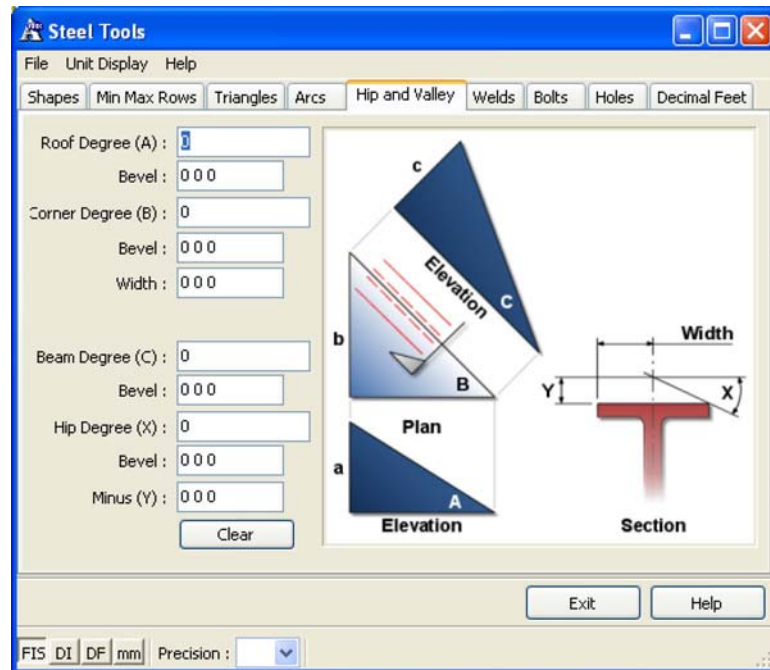 Steel Tools
File Unit Display Help
Shapes Min Max Rows Triangles Arcs Hip and Valley Welds Bolts Holes Decimal Feet
Roof Degree (A) : 0
Bevel : 0 0 0
Corner Degree (B) : 0
Bevel : 0 0 0
Width : 0 0 0
Beam Degree (C) : 0
Bevel : 0 0 0
Hip Degree (X) : 0
Bevel : 0 0 0
Minus (Y) : 0 0 0
Clear
c
Elevation
C
b
B
Plan
a
A
Elevation
Width
Y
X
Section
Exit Help
FIS DI DF mm Precision :